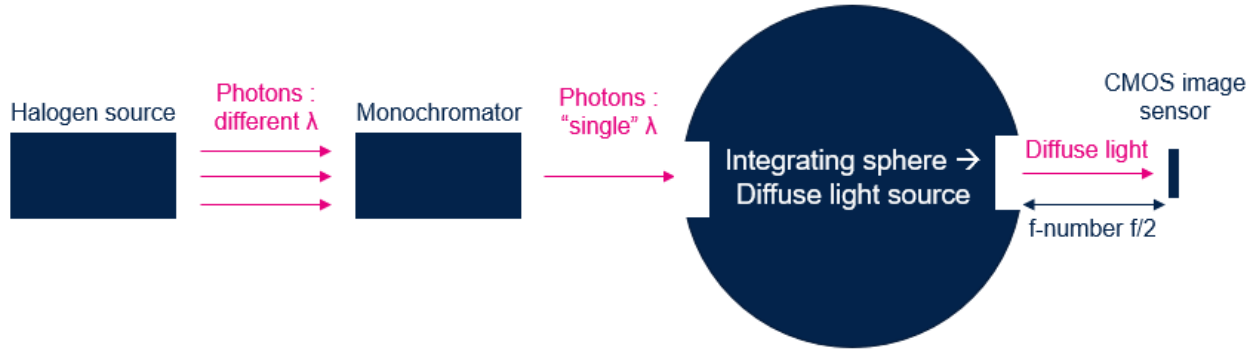 Halogen source
Photons :
different λ
Monochromator
Photons :
“single” λ
Integrating sphere →
Diffuse light source
Diffuse light
f-number f/2
CMOS image
sensor